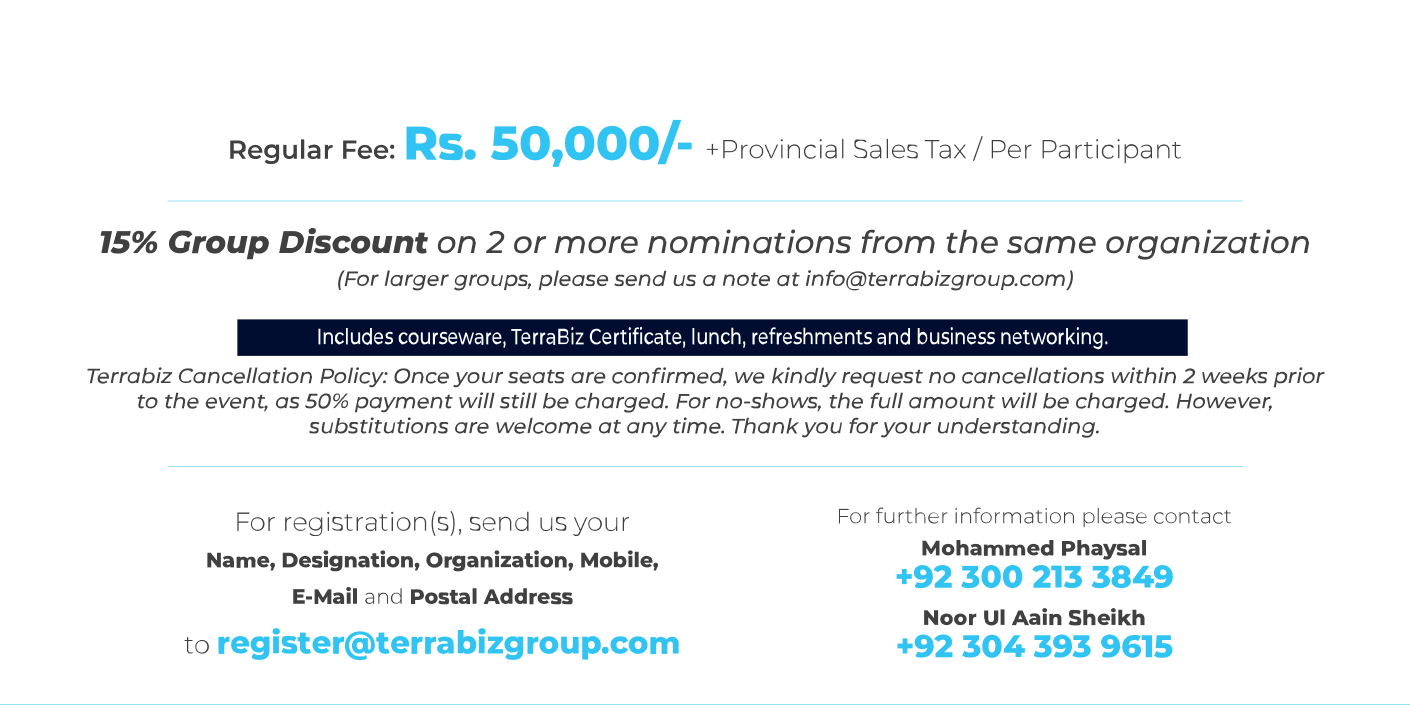 Regular Fee: Rs. 50,000/- +Provincial Sales Tax / Per Participant
15% Group Discount on 2 or more nominations from the same organization
(For larger groups, please send us a note at info@terrabizgroup.com)
Includes courseware, TerraBiz Certificate, lunch, refreshments and business networking.
Terrabiz Cancellation Policy: Once your seats are confirmed, we kindly request no cancellations within 2 weeks prior
to the event, as 50% payment will still be charged. For no-shows, the full amount will be charged. However,
substitutions are welcome at any time. Thank you for your understanding.
For registration(s), send us your
Name, Designation, Organization, Mobile,
E-Mail and Postal Address
to register@terrabizgroup.com
For further information please contact
Mohammed Phaysal
+92 300 213 3849
Noor Ul Aain Sheikh
+92 304 393 9615